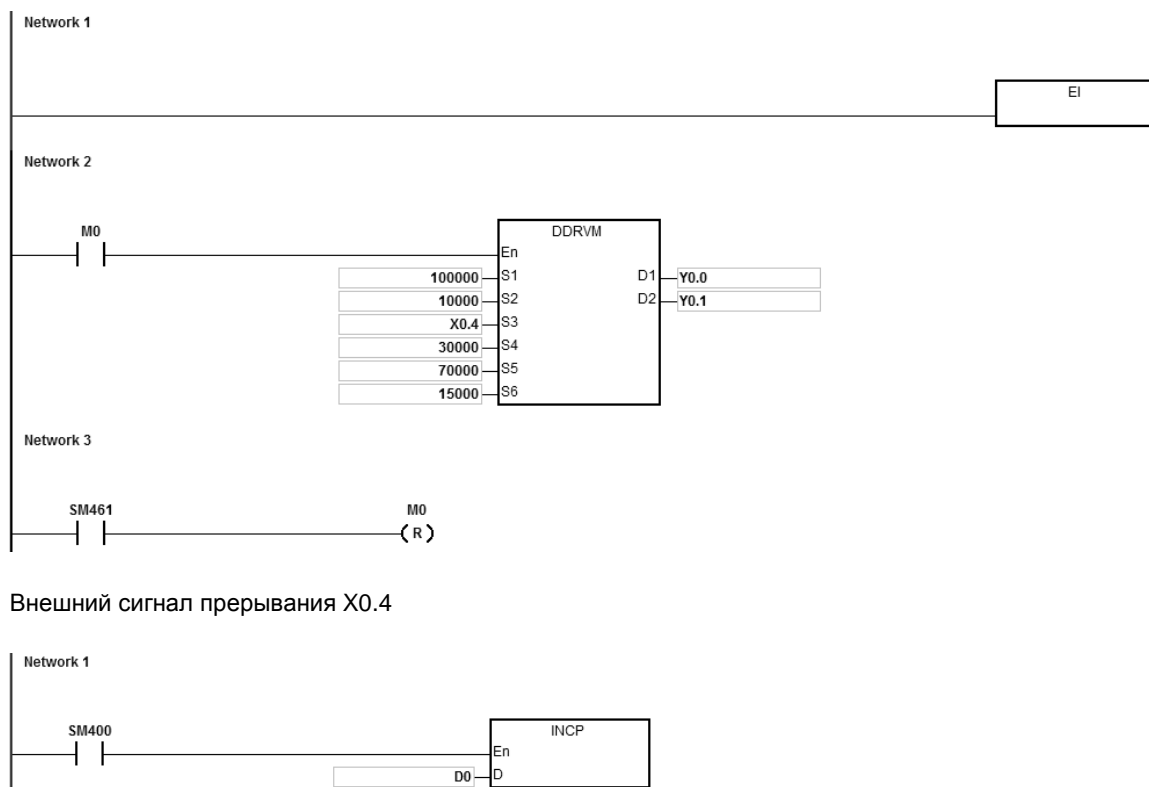 Network 1
EI
Network 2
M0
DDRVM
En
100000 S1 D1 Y0.0
10000 S2 D2 Y0.1
X0.4 S3
30000 S4
70000 S5
15000 S6
Network 3
SM461 M0
R
Внешний сигнал прерывания X0.4
Network 1
SM400
INCP
En
D0 D